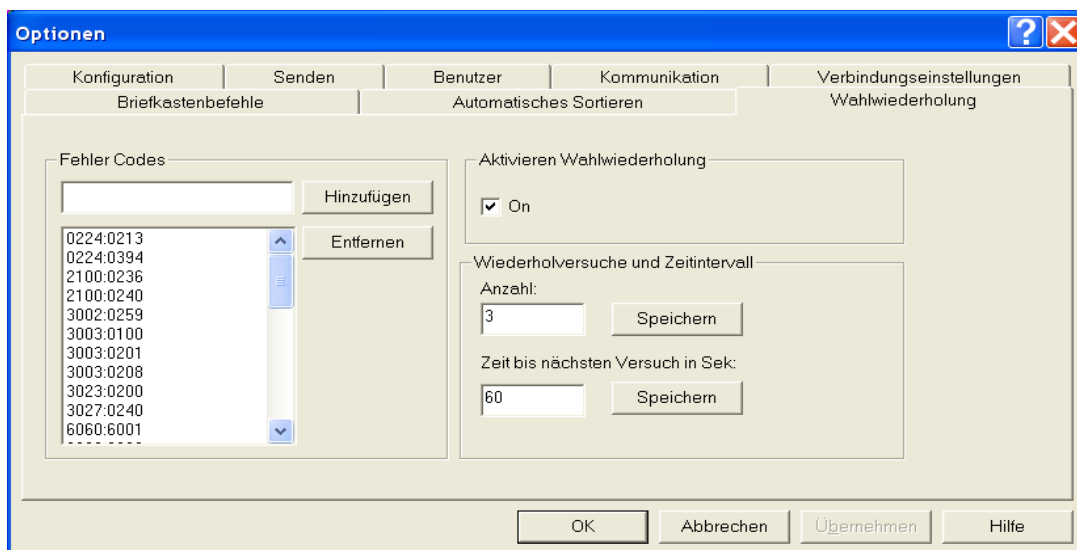 Optionen
Konfiguration
Senden
Benutzer
Kommunikation
Verbindungseinstellungen
Briefkastenbefehle
Automatisches Sortieren
Wahlwiederholung
Fehler Codes
Hinzufügen
0224:0213
0224:0394
2100:0236
2100:0240
3002:0259
3003:0100
3003:0201
3003:0208
3023:0200
3027:0240
6060:6001
Entfernen
Aktivieren Wahlwiederholung
On
Wiederholversuche und Zeitintervall
Anzahl:
3
Speichern
Zeit bis nächsten Versuch in Sek:
60
Speichern
OK
Abbrechen
Übernehmen
Hilfe